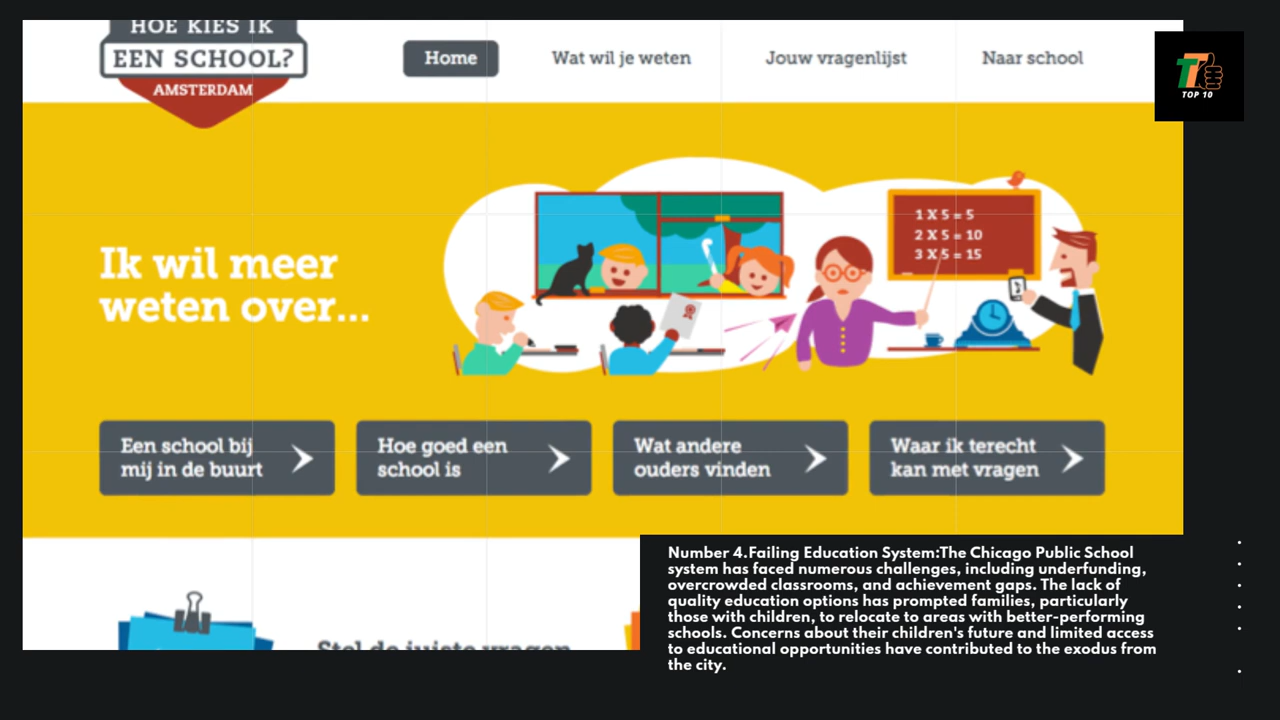 HOE KIES IK
EEN SCHOOL?
AMSTERDAM
Home
Wat wil je weten
Jouw vragenlijst
Naar school
TOP 10
1 X 5 = 5
2 X 5 = 10
3 X 5 = 15
Ik wil meer
weten over...
Een school bij
mij in de buurt
Hoe goed een
school is
Wat andere
ouders vinden
Waar ik terecht
kan met vragen
Stel de juiste vragen
Number 4.Failing Education System:The Chicago Public School
system has faced numerous challenges, including underfunding,
overcrowded classrooms, and achievement gaps. The lack of
quality education options has prompted families, particularly
those with children, to relocate to areas with better-performing
schools. Concerns about their children's future and limited access
to educational opportunities have contributed to the exodus from
the city.